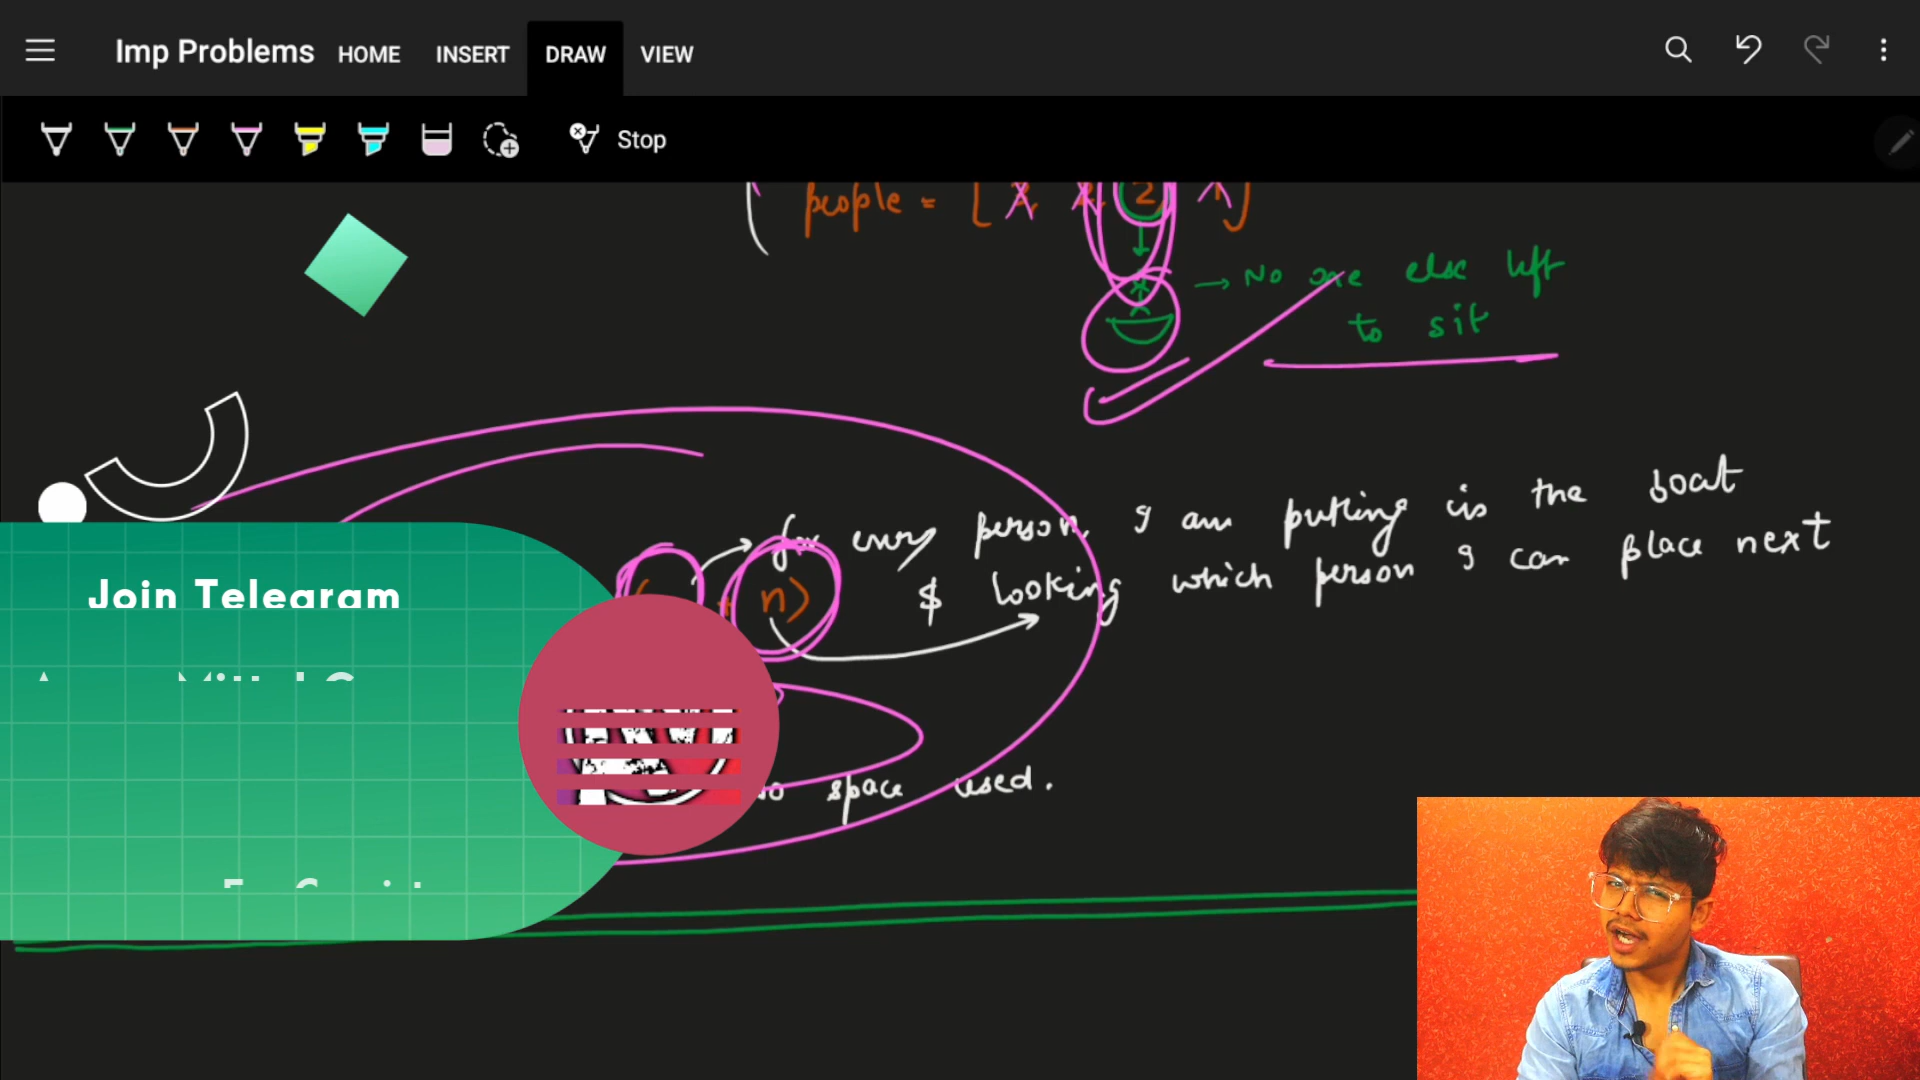 Imp Problems HOME INSERT DRAW VIEW
Stop
people = [ 2
→ No one else left
to sit
for every person, I am putting in the boat
n) $ looking which person I can place next
Join Telegram
space used.